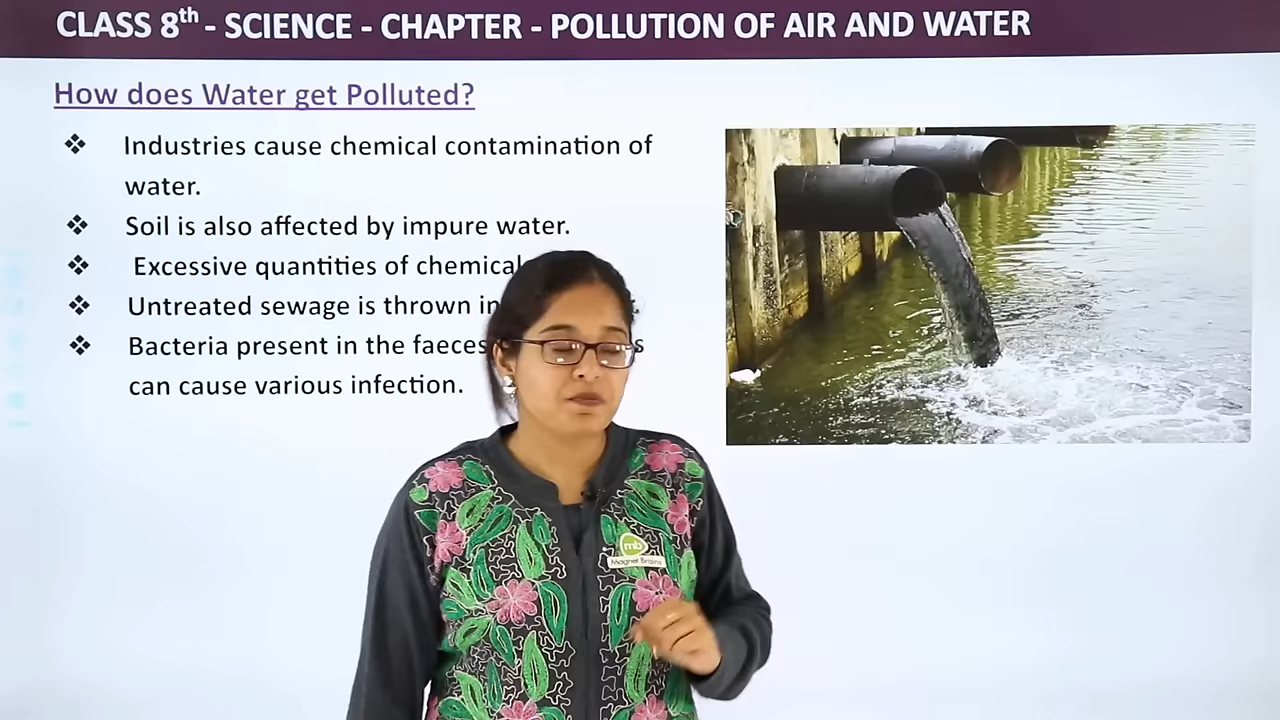 CLASS 8th - SCIENCE - CHAPTER - POLLUTION OF AIR AND WATER
How does Water get Polluted?
❖ Industries cause chemical contamination of
water.
❖ Soil is also affected by impure water.
❖ Excessive quantities of
❖ Untreated sewage is thrown
❖ Bacteria present in the faeces
can cause various infection.
mb
Magnet Brains